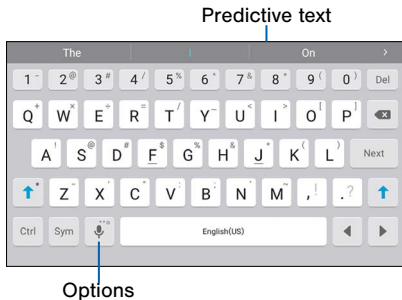 Predictive text
The I On >
1 - 2 @ 3 # 4 / 5 % 6 ^ 7 & 8 * 9 ( 0 ) Del
Q + W × E ÷ R = T / Y _ U < I > O [ P ]
A ! S @ D # F $ G % H & J * K ( L ) Next
Z - X ' C " V : B ; N , M ~ , ! . ?
Ctrl Sym English(US)
Options